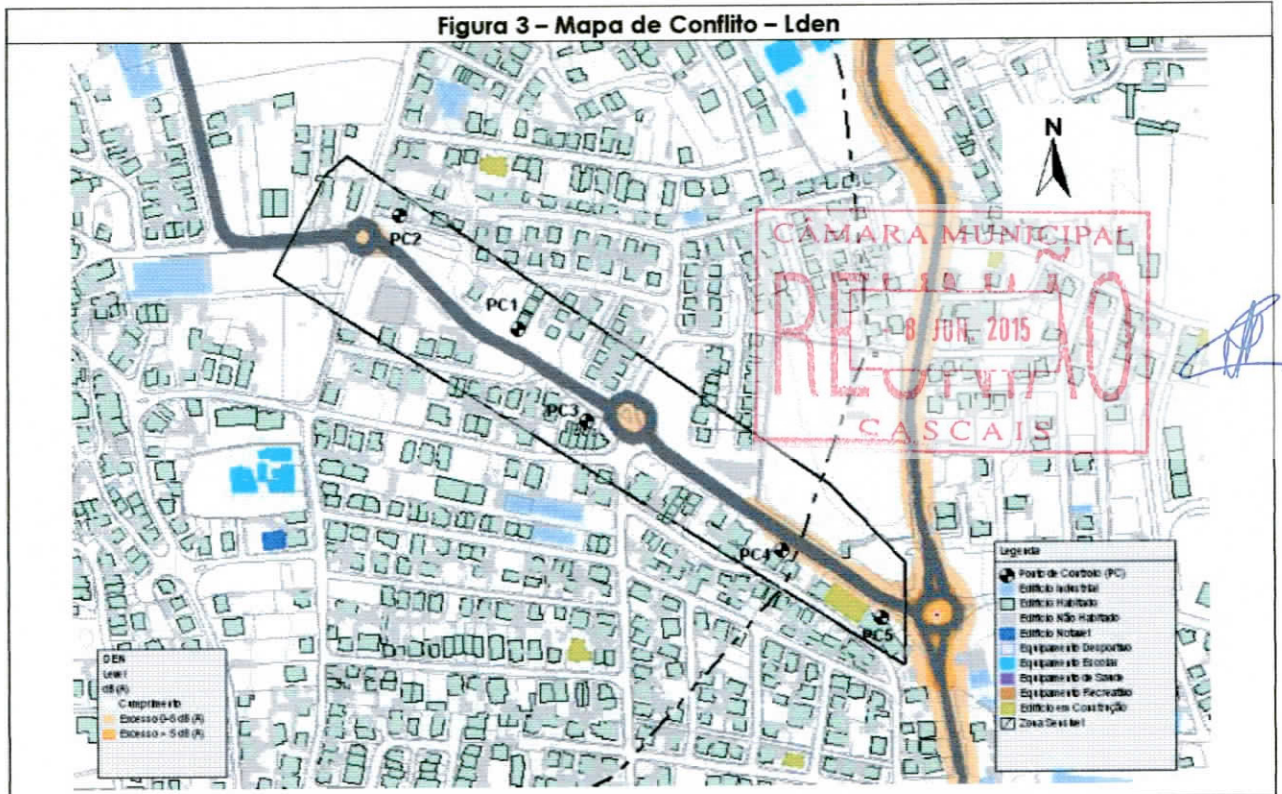 Figura 3 – Mapa de Conflito – Lden
N
CÂMARA MUNICIPAL
REUNIÃO
8 JUN. 2015
CASCAIS
PC2
PC1
PC3
PC4
PC5
Legenda
Ponto de Controlo (PC)
Edifício Industrial
Edifício Habitado
Edifício Não Habitado
Edifício Notável
Equipamento Desportivo
Equipamento Escolar
Equipamento de Saúde
Equipamento Recreativo
Edifício em Construção
Zona Sensível
DEN
Level
dB (A)
Cumprimento
Excesso 0-5 dB (A)
Excesso > 5 dB (A)